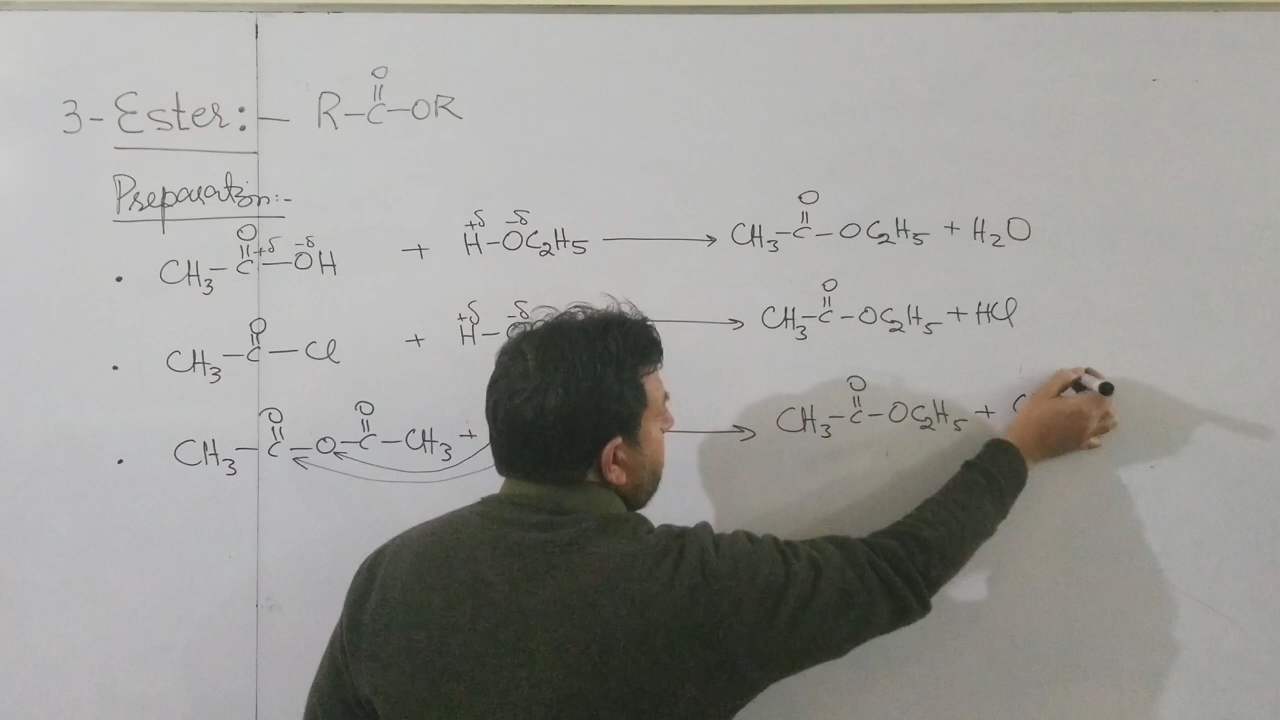 3- Ester:- R-C-OR
O
||
Preparation:-
O
||
CH3-C-OH + H-OC2H5 → CH3-C-OC2H5 + H2O
+δ -δ +δ -δ O
||
O
||
CH3-C-Cl + H-O → CH3-C-OC2H5 + HCl
+δ -δ O
||
O O
|| ||
CH3-C-O-C-CH3 + → CH3-C-OC2H5 +
O
||